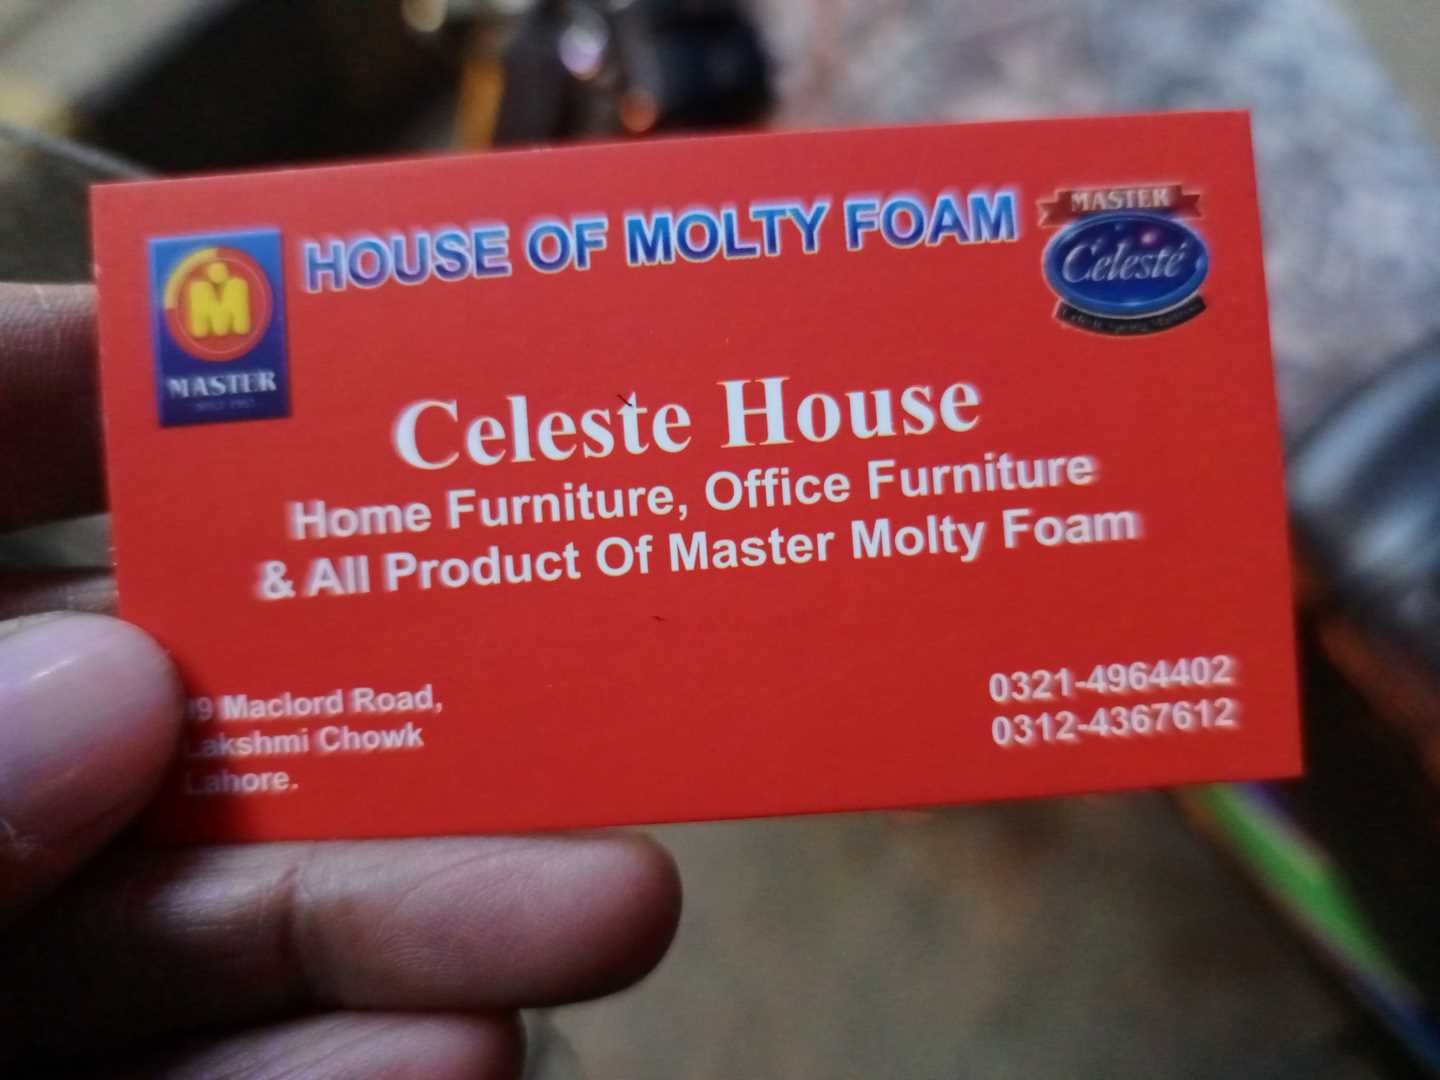 HOUSE OF MOLTY FOAM
MASTER
Celesté
MASTER
Celeste House
Home Furniture, Office Furniture
& All Product Of Master Molty Foam
9 Maclord Road,
Lakshmi Chowk
Lahore.
0321-4964402
0312-4367612